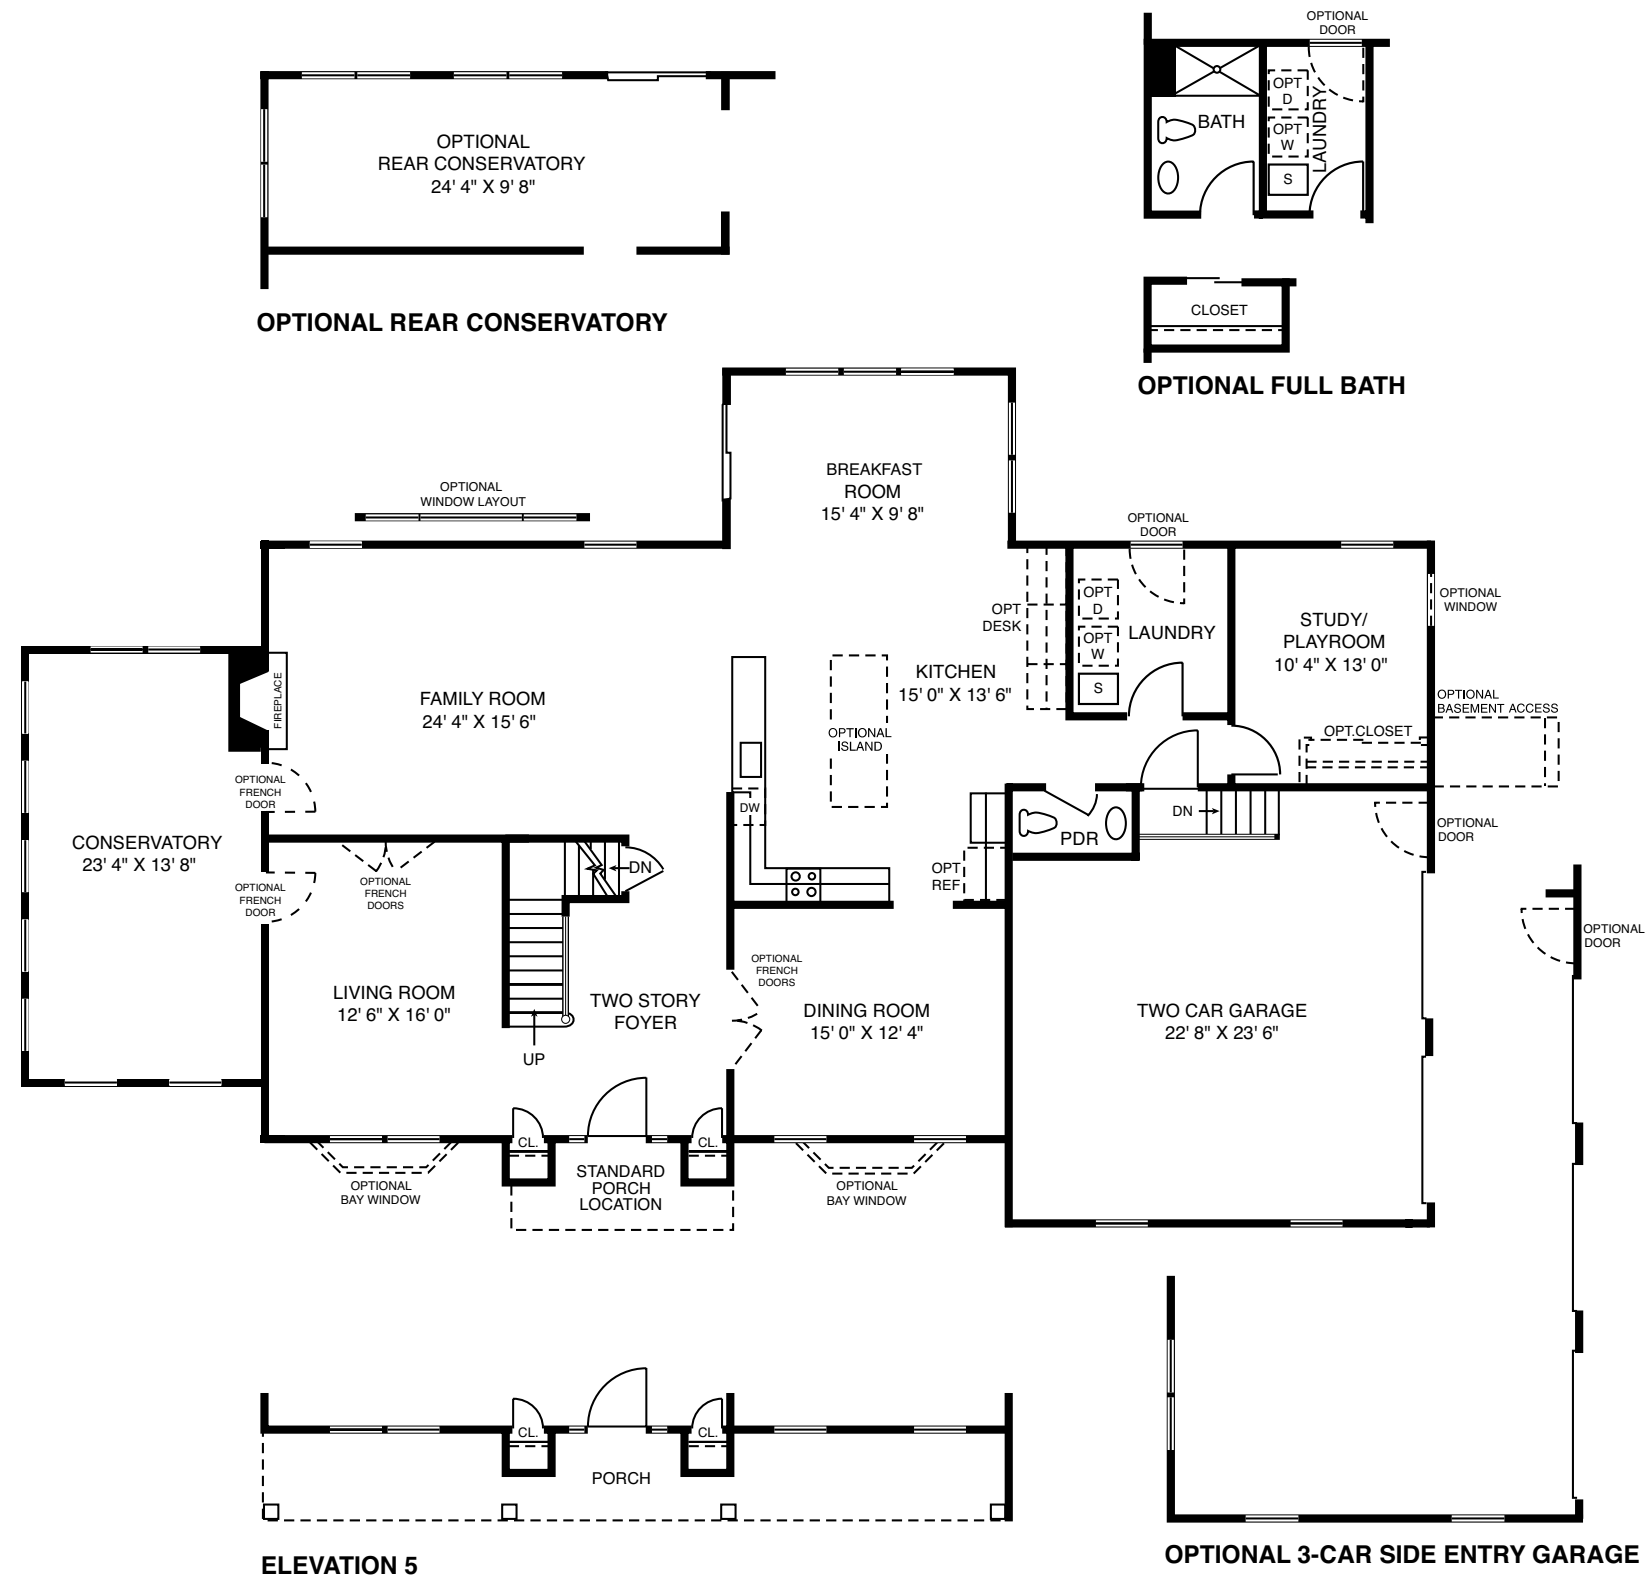 OPTIONAL
DOOR
OPT
D
OPT
W
S
LAUNDRY
BATH
OPTIONAL
REAR CONSERVATORY
24' 4" X 9' 8"
OPTIONAL REAR CONSERVATORY
CLOSET
OPTIONAL FULL BATH
OPTIONAL
WINDOW LAYOUT
BREAKFAST
ROOM
15' 4" X 9' 8"
OPTIONAL
DOOR
OPT
DESK
OPT
D
OPT
W
S
LAUNDRY
STUDY/
PLAYROOM
10' 4" X 13' 0"
OPTIONAL
WINDOW
KITCHEN
15' 0" X 13' 6"
OPTIONAL
ISLAND
FAMILY ROOM
24' 4" X 15' 6"
FIREPLACE
OPTIONAL
BASEMENT ACCESS
OPT.CLOSET
OPTIONAL
FRENCH
DOOR
DW
DN
PDR
OPTIONAL
DOOR
CONSERVATORY
23' 4" X 13' 8"
OPTIONAL
FRENCH
DOOR
OPTIONAL
FRENCH
DOORS
DN
OPT
REF
OPTIONAL
DOOR
OPTIONAL
FRENCH
DOORS
LIVING ROOM
12' 6" X 16' 0"
TWO STORY
FOYER
UP
DINING ROOM
15' 0" X 12' 4"
TWO CAR GARAGE
22' 8" X 23' 6"
CL.
CL.
OPTIONAL
BAY WINDOW
STANDARD
PORCH
LOCATION
OPTIONAL
BAY WINDOW
CL.
CL.
PORCH
ELEVATION 5
OPTIONAL 3-CAR SIDE ENTRY GARAGE